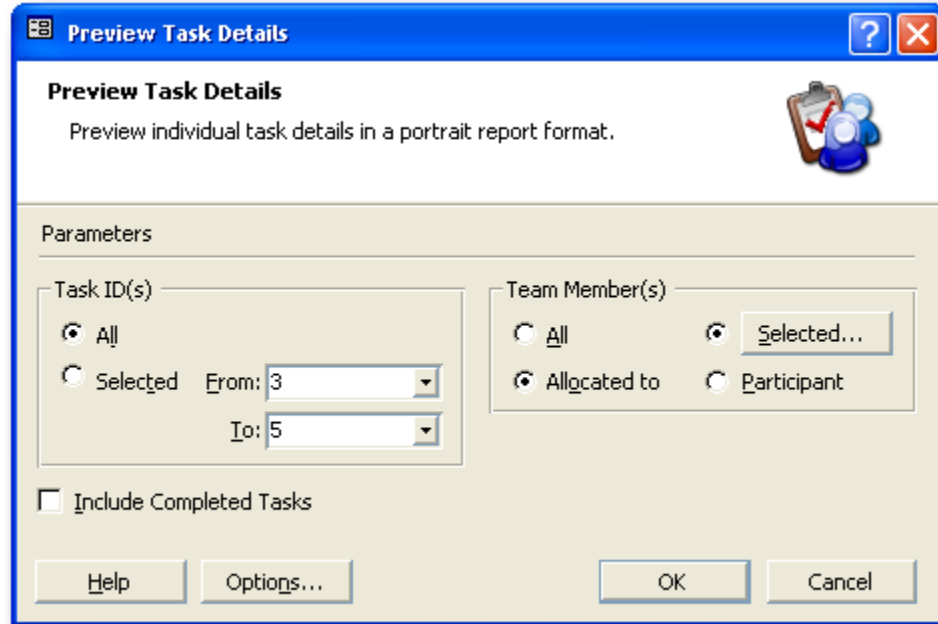 Preview Task Details
Preview Task Details
Preview individual task details in a portrait report format.
Parameters
Task ID(s)
All
Selected From: 3
To: 5
Team Member(s)
All Selected...
Allocated to Participant
Include Completed Tasks
Help Options... OK Cancel